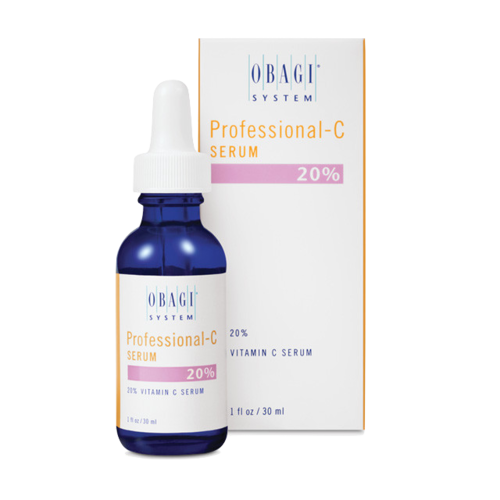 OBAGI®
SYSTEM
Professional-C
SERUM
20%
20%
VITAMIN C SERUM
1 fl oz / 30 ml
OBAGI®
SYSTEM
Professional-C
SERUM
20%
20% VITAMIN C SERUM
1 fl oz / 30 ml